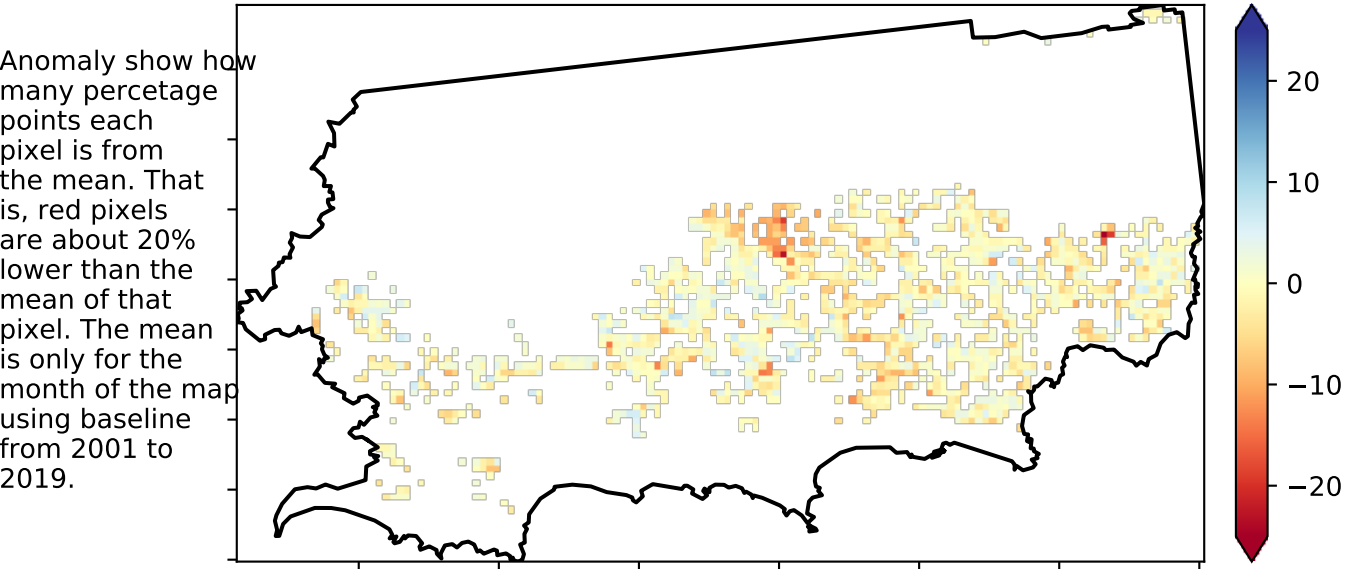 Anomaly show how
many percetage
points each
pixel is from
the mean. That
is, red pixels
are about 20%
lower than the
mean of that
pixel. The mean
is only for the
month of the map
using baseline
from 2001 to
2019.
20
10
0
−10
−20